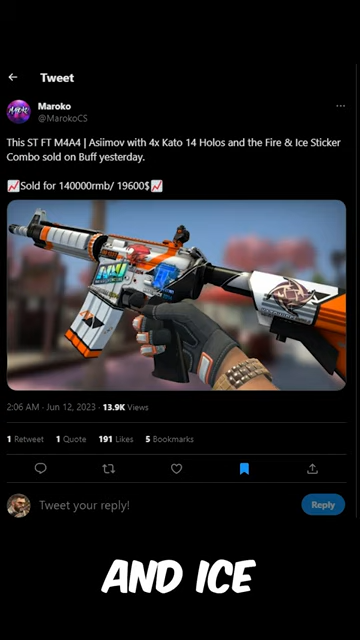 Tweet
Maroko
@MarokoCS
This ST FT M4A4 | Asiimov with 4x Kato 14 Holos and the Fire & Ice Sticker
Combo sold on Buff yesterday.
📈Sold for 140000rmb/ 19600$📈
2:06 AM · Jun 12, 2023 · 13.9K Views
1 Retweet 1 Quote 191 Likes 5 Bookmarks
Tweet your reply!
Reply
AND ICE